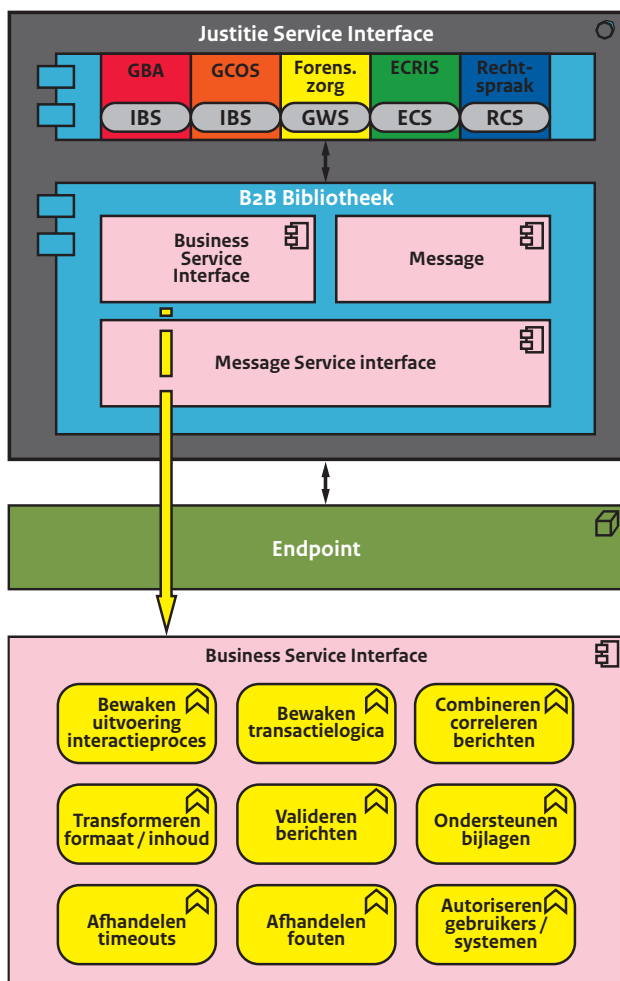 Justitie Service Interface
GBA
GCOS
Forens.
zorg
ECRIS
Recht-
spraak
IBS
IBS
GWS
ECS
RCS
B2B Bibliotheek
Business
Service
Interface
Message
Message Service interface
Endpoint
Business Service Interface
Bewaken
uitvoering
interactieproces
Bewaken
transactielogica
Combineren
correleren
berichten
Transformeren
formaat / inhoud
Valideren
berichten
Ondersteunen
bijlagen
Afhandelen
timeouts
Afhandelen
fouten
Autoriseren
gebruikers /
systemen